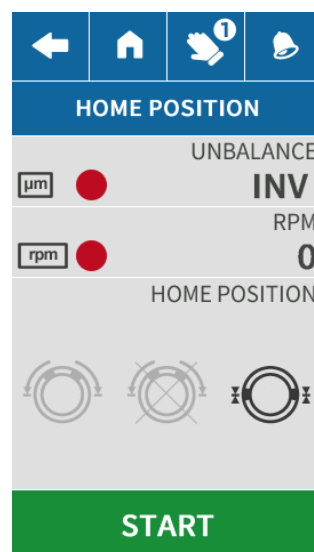 1
HOME POSITION
UNBALANCE
µm
INV
RPM
rpm
0
HOME POSITION
START